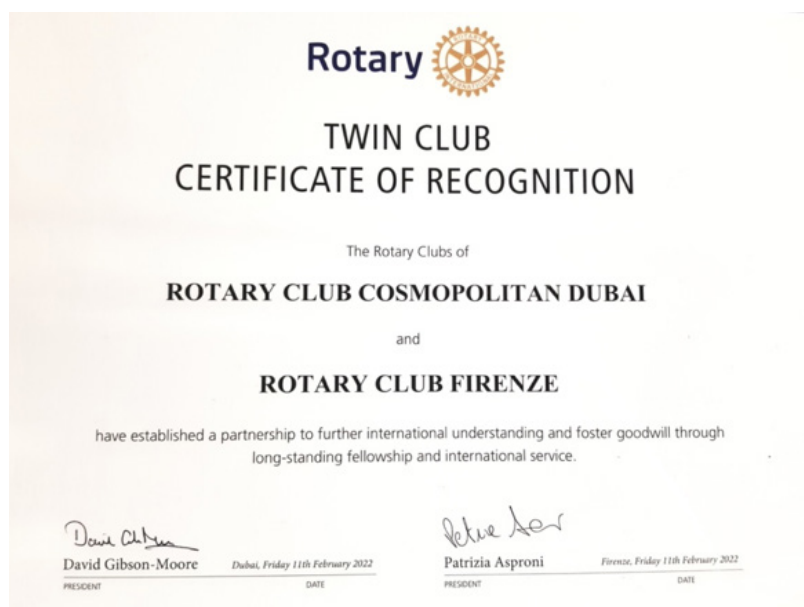 Rotary
ROTARY
INTERNATIONAL
TWIN CLUB
CERTIFICATE OF RECOGNITION
The Rotary Clubs of
ROTARY CLUB COSMOPOLITAN DUBAI
and
ROTARY CLUB FIRENZE
have established a partnership to further international understanding and foster goodwill through
long-standing fellowship and international service.
David Gibson-Moore Dubai, Friday 11th February 2022
PRESIDENT DATE
Patrizia Asproni Firenze, Friday 11th February 2022
PRESIDENT DATE